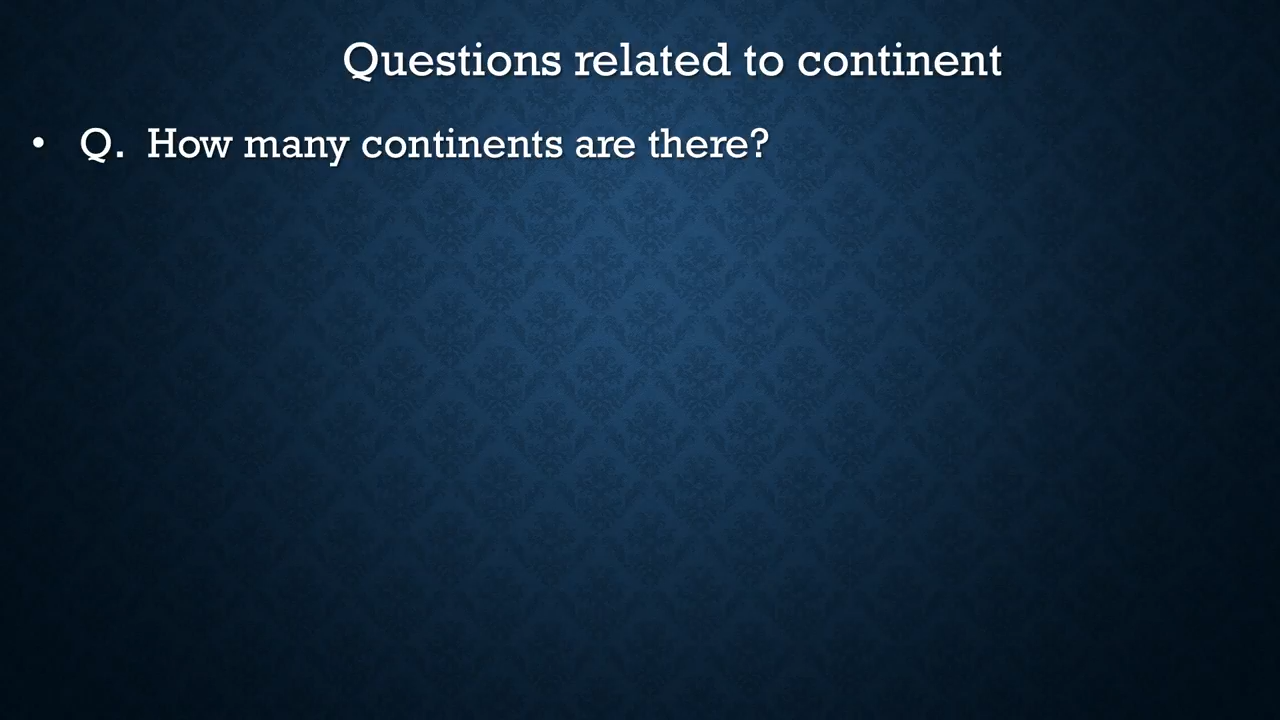 Questions related to continent
• Q. How many continents are there?